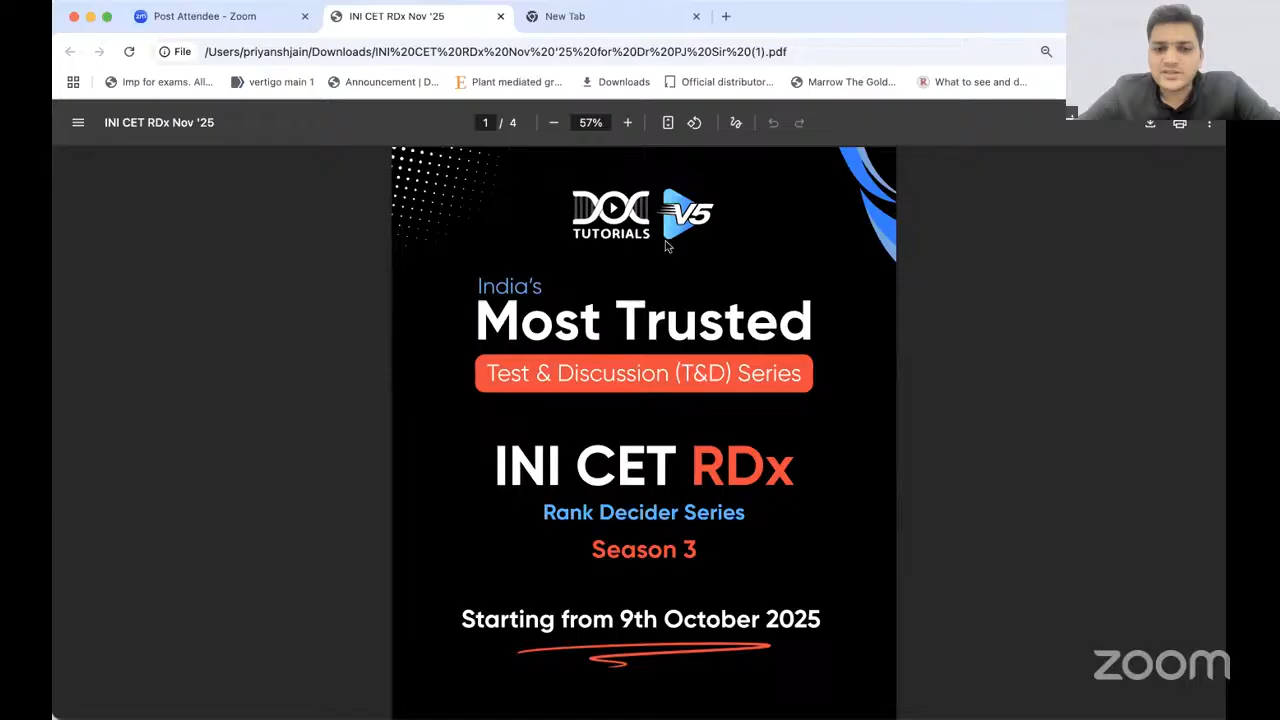 zm Post Attendee - Zoom
INI CET RDx Nov '25
New Tab
File
/Users/priyanshjain/Downloads/INI%20CET%20RDx%20Nov%20'25%20for%20Dr%20PJ%20Sir%20(1).pdf
Imp for exams. All...
vertigo main 1
Announcement | D...
E Plant mediated gr...
Downloads
Official distributor...
Marrow The Gold...
R What to see and d...
INI CET RDx Nov '25
1 / 4
57%
DOC
TUTORIALS
V5
India's
Most Trusted
Test & Discussion (T&D) Series
INI CET RDx
Rank Decider Series
Season 3
Starting from 9th October 2025
zoom